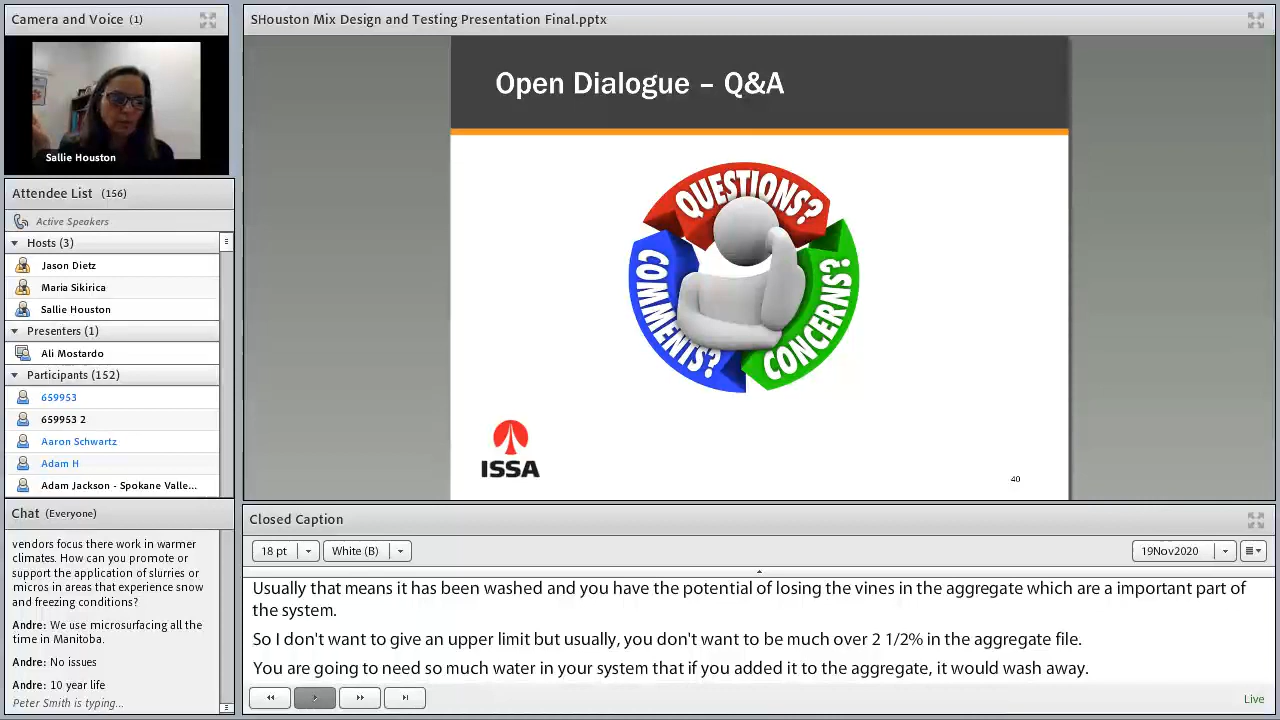 Camera and Voice (1)
Sallie Houston
Attendee List (156)
Active Speakers
Hosts (3)
Jason Dietz
Maria Sikirica
Sallie Houston
Presenters (1)
Ali Mostardo
Participants (152)
659953
659953 2
Aaron Schwartz
Adam H
Adam Jackson - Spokane Valle...
Chat (Everyone)
vendors focus there work in warmer
climates. How can you promote or
support the application of slurries or
micros in areas that experience snow
and freezing conditions?
Andre: We use microsurfacing all the
time in Manitoba.
Andre: No issues
Andre: 10 year life
Peter Smith is typing...
SHouston Mix Design and Testing Presentation Final.pptx
Open Dialogue – Q&A
QUESTIONS?
COMMENTS?
CONCERNS?
ISSA
40
Closed Caption
18 pt
White (B)
19Nov2020
Usually that means it has been washed and you have the potential of losing the vines in the aggregate which are a important part of
the system.
So I don't want to give an upper limit but usually, you don't want to be much over 2 1/2% in the aggregate file.
You are going to need so much water in your system that if you added it to the aggregate, it would wash away.
Live